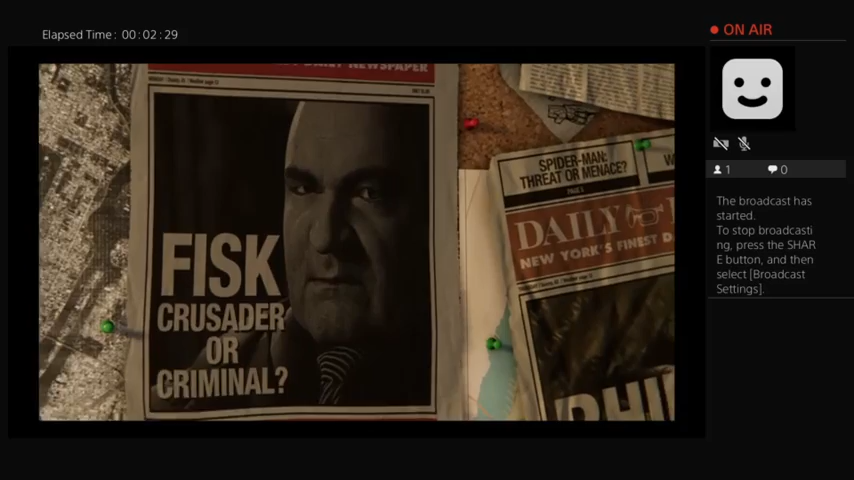 Elapsed Time: 00:02:29
ON AIR
DAILY NEWSPAPER
FISK
CRUSADER
OR
CRIMINAL?
SPIDER-MAN:
THREAT OR MENACE?
DAILY
NEW YORK'S FINEST D
1
0
The broadcast has
started.
To stop broadcasti
ng, press the SHAR
E button, and then
select [Broadcast
Settings].